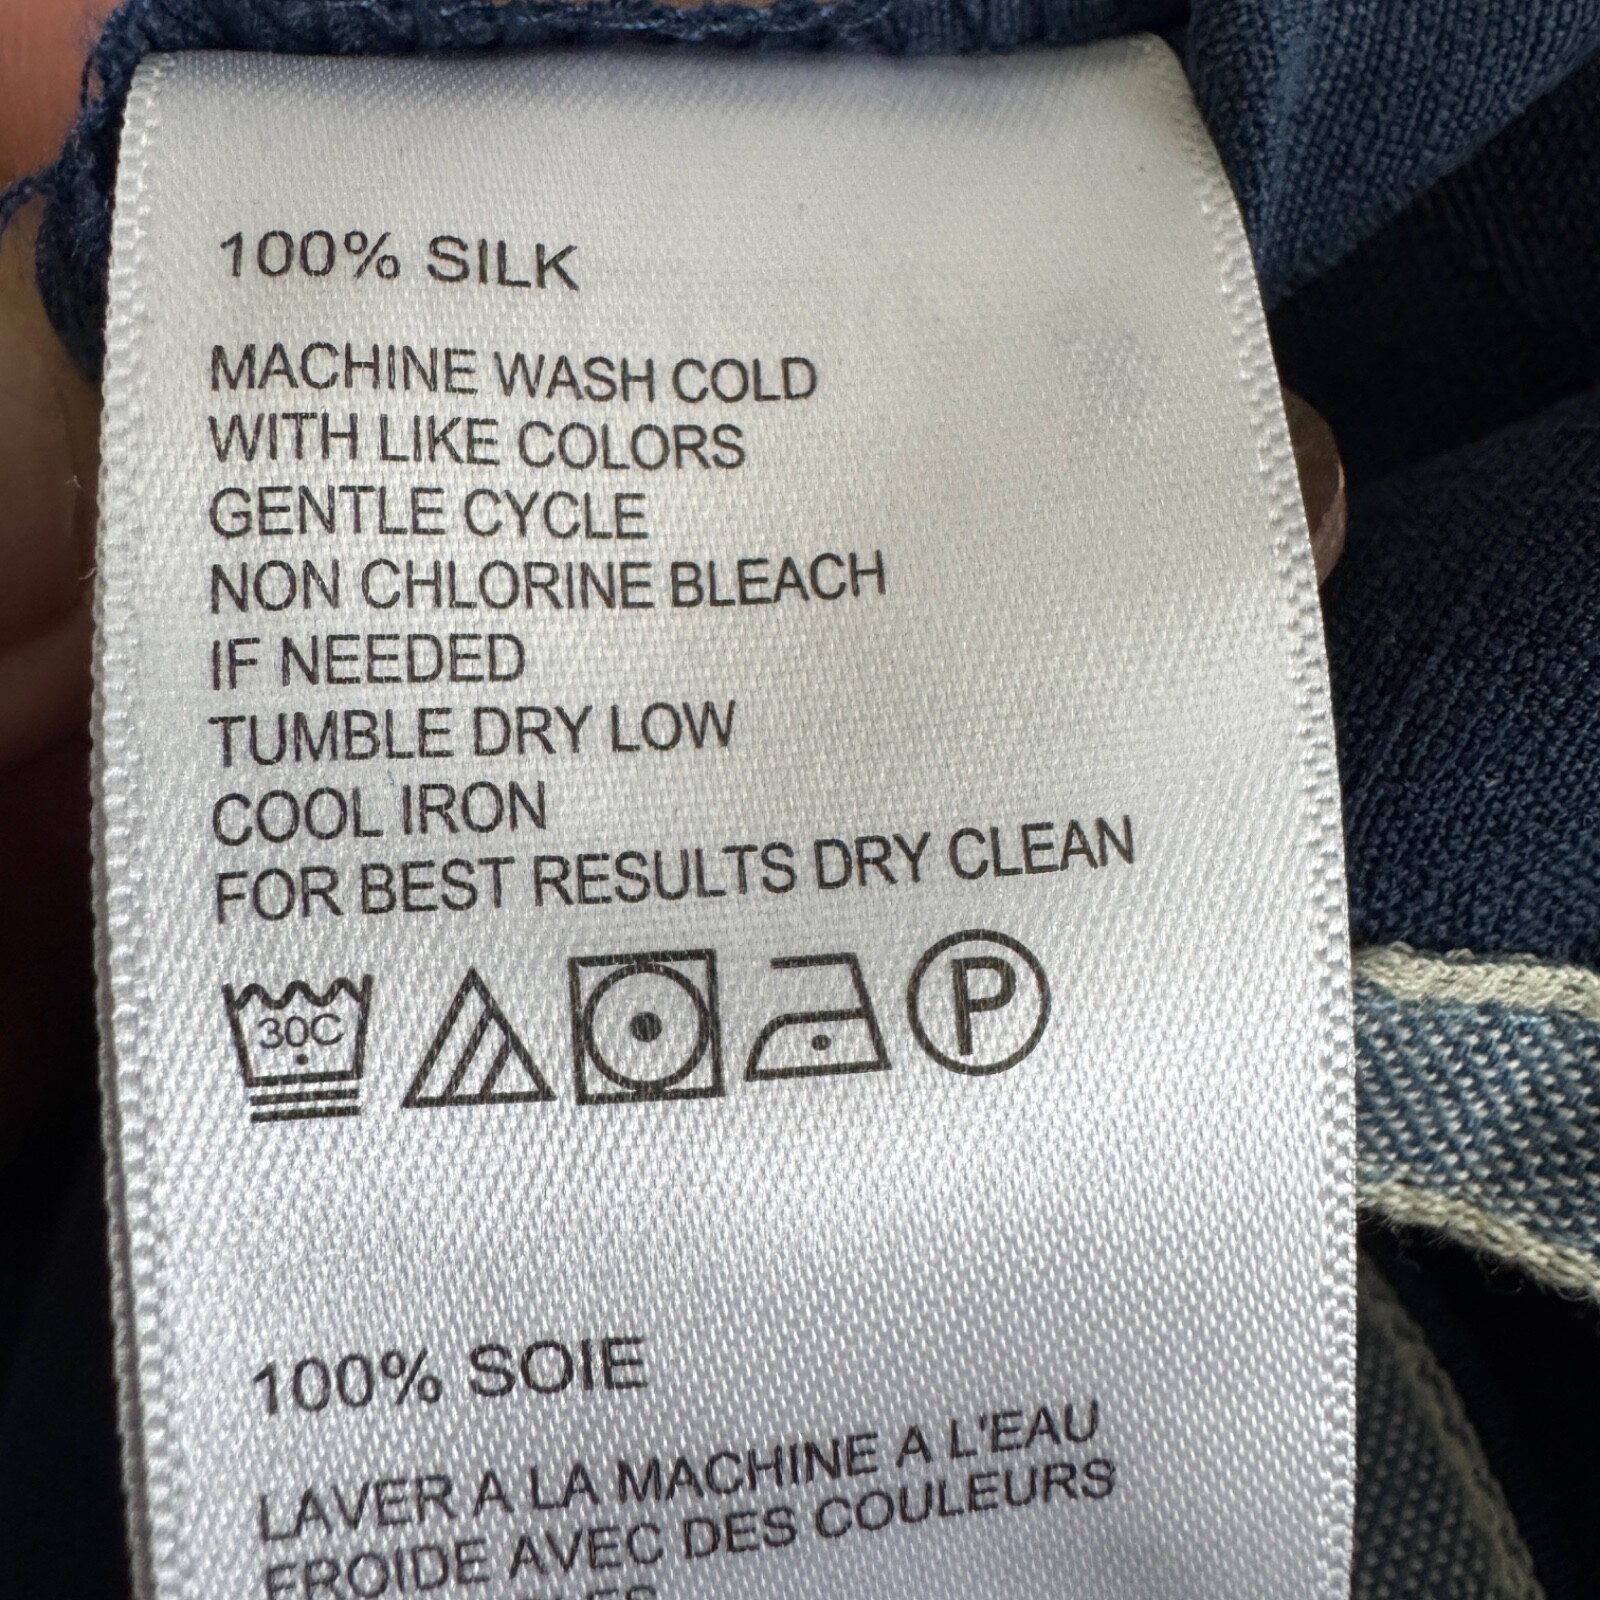 100% SILK
MACHINE WASH COLD
WITH LIKE COLORS
GENTLE CYCLE
NON CHLORINE BLEACH
IF NEEDED
TUMBLE DRY LOW
COOL IRON
FOR BEST RESULTS DRY CLEAN
30C P
100% SOIE
LAVER A LA MACHINE A L'EAU
FROIDE AVEC DES COULEURS